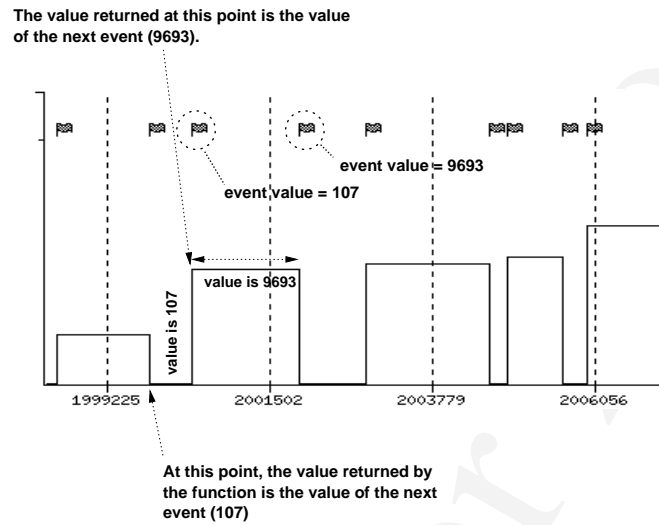 The value returned at this point is the value
of the next event (9693).
event value = 9693
event value = 107
value is 9693
value is 107
1999225
2001502
2003779
2006056
At this point, the value returned by
the function is the value of the next
event (107)